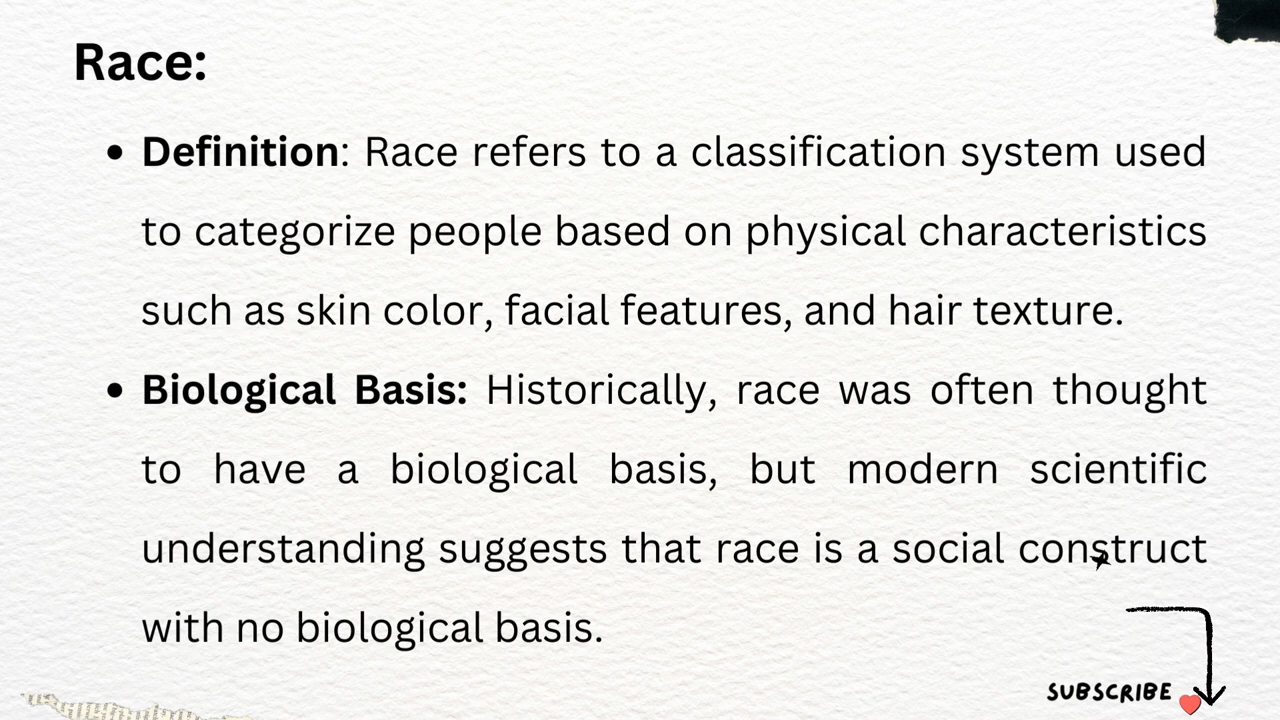 Race:
• Definition: Race refers to a classification system used
to categorize people based on physical characteristics
such as skin color, facial features, and hair texture.
• Biological Basis: Historically, race was often thought
to have a biological basis, but modern scientific
understanding suggests that race is a social construct
with no biological basis.
SUBSCRIBE